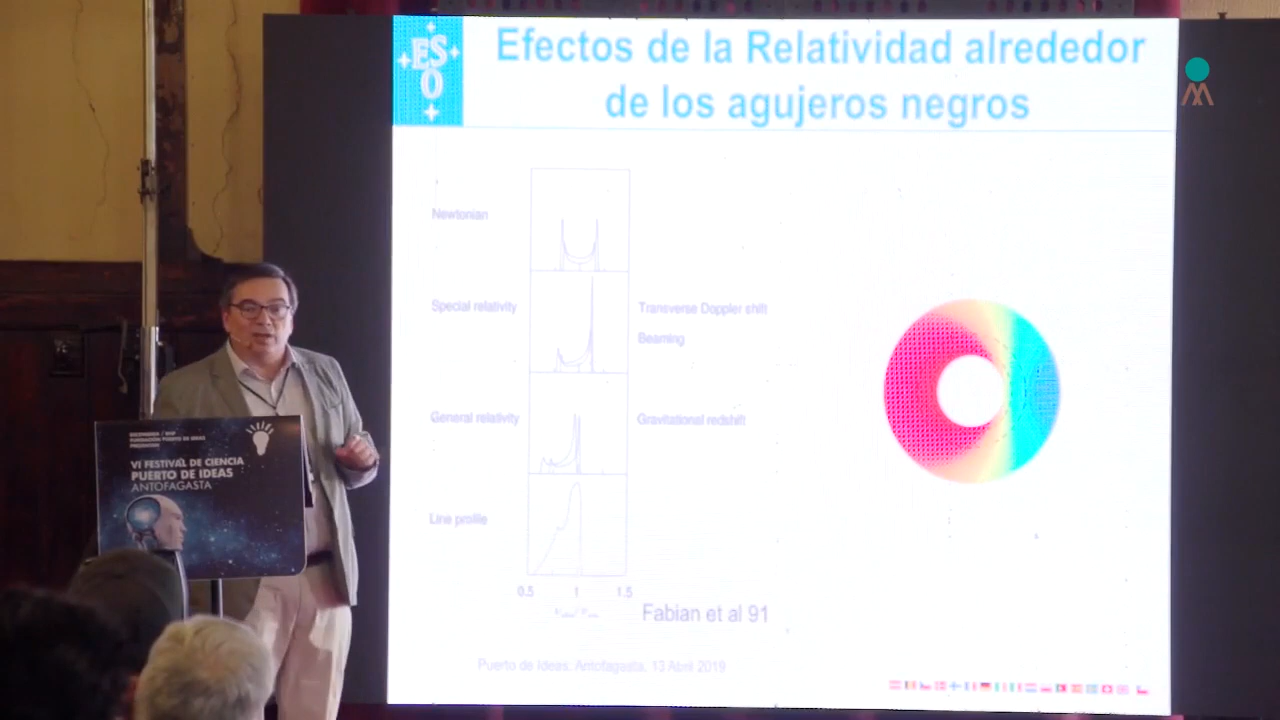 ESO
Efectos de la Relatividad alrededor
de los agujeros negros
Newtonian
Special relativity
Transverse Doppler shift
Beaming
General relativity
Gravitational redshift
Line profile
0.5 1 1.5
Fabian et al 91
Puerto de Ideas, Antofagasta, 13 Abril 2019
VI FESTIVAL DE CIENCIA
PUERTO DE IDEAS
ANTOFAGASTA